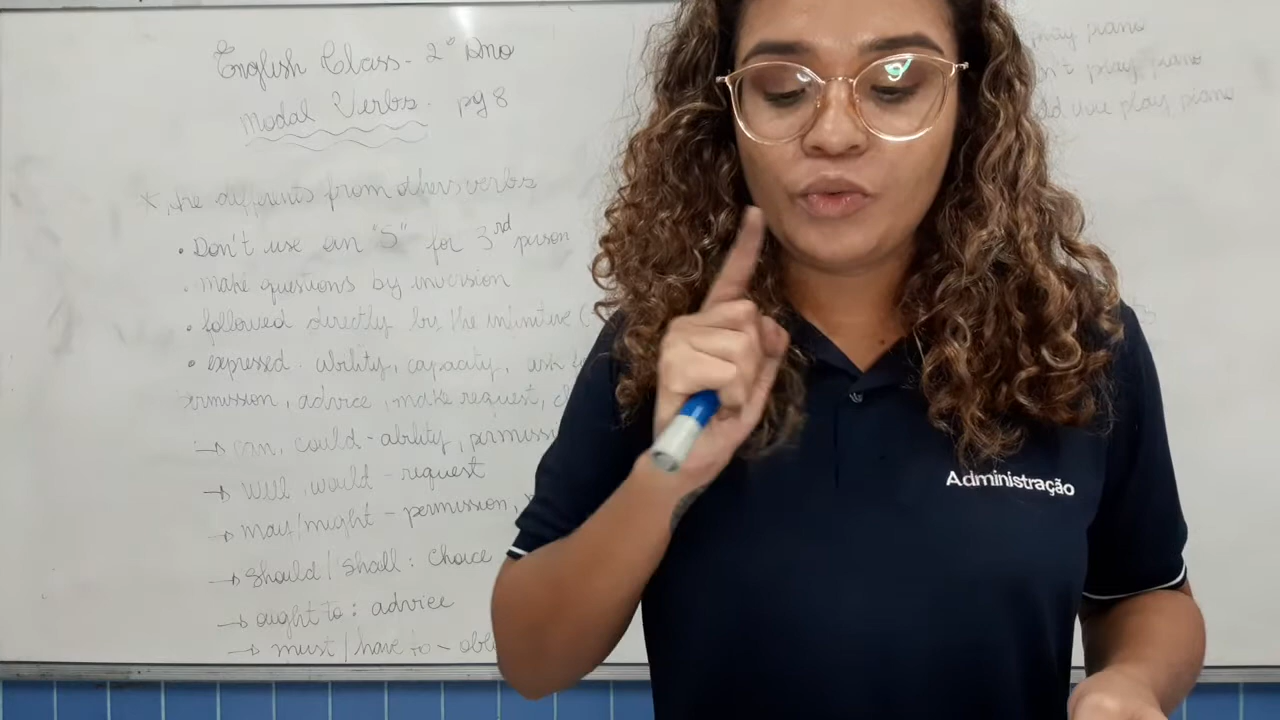 English Class - 2º Ano
Modal Verbs. pg 8
* Are differents from others verbs
• Don't use an "S" for 3rd person
• make questions by inversion
• followed directly by the infinitive (
• expressed ability, capacity, ask
permission, advice, make request,
→ can, could - ability,
→ will, would - request
→ may/might - permission,
→ should / shall : choice
→ ought to : advice
→ must / have to -
play piano
play piano
you play piano
Administração